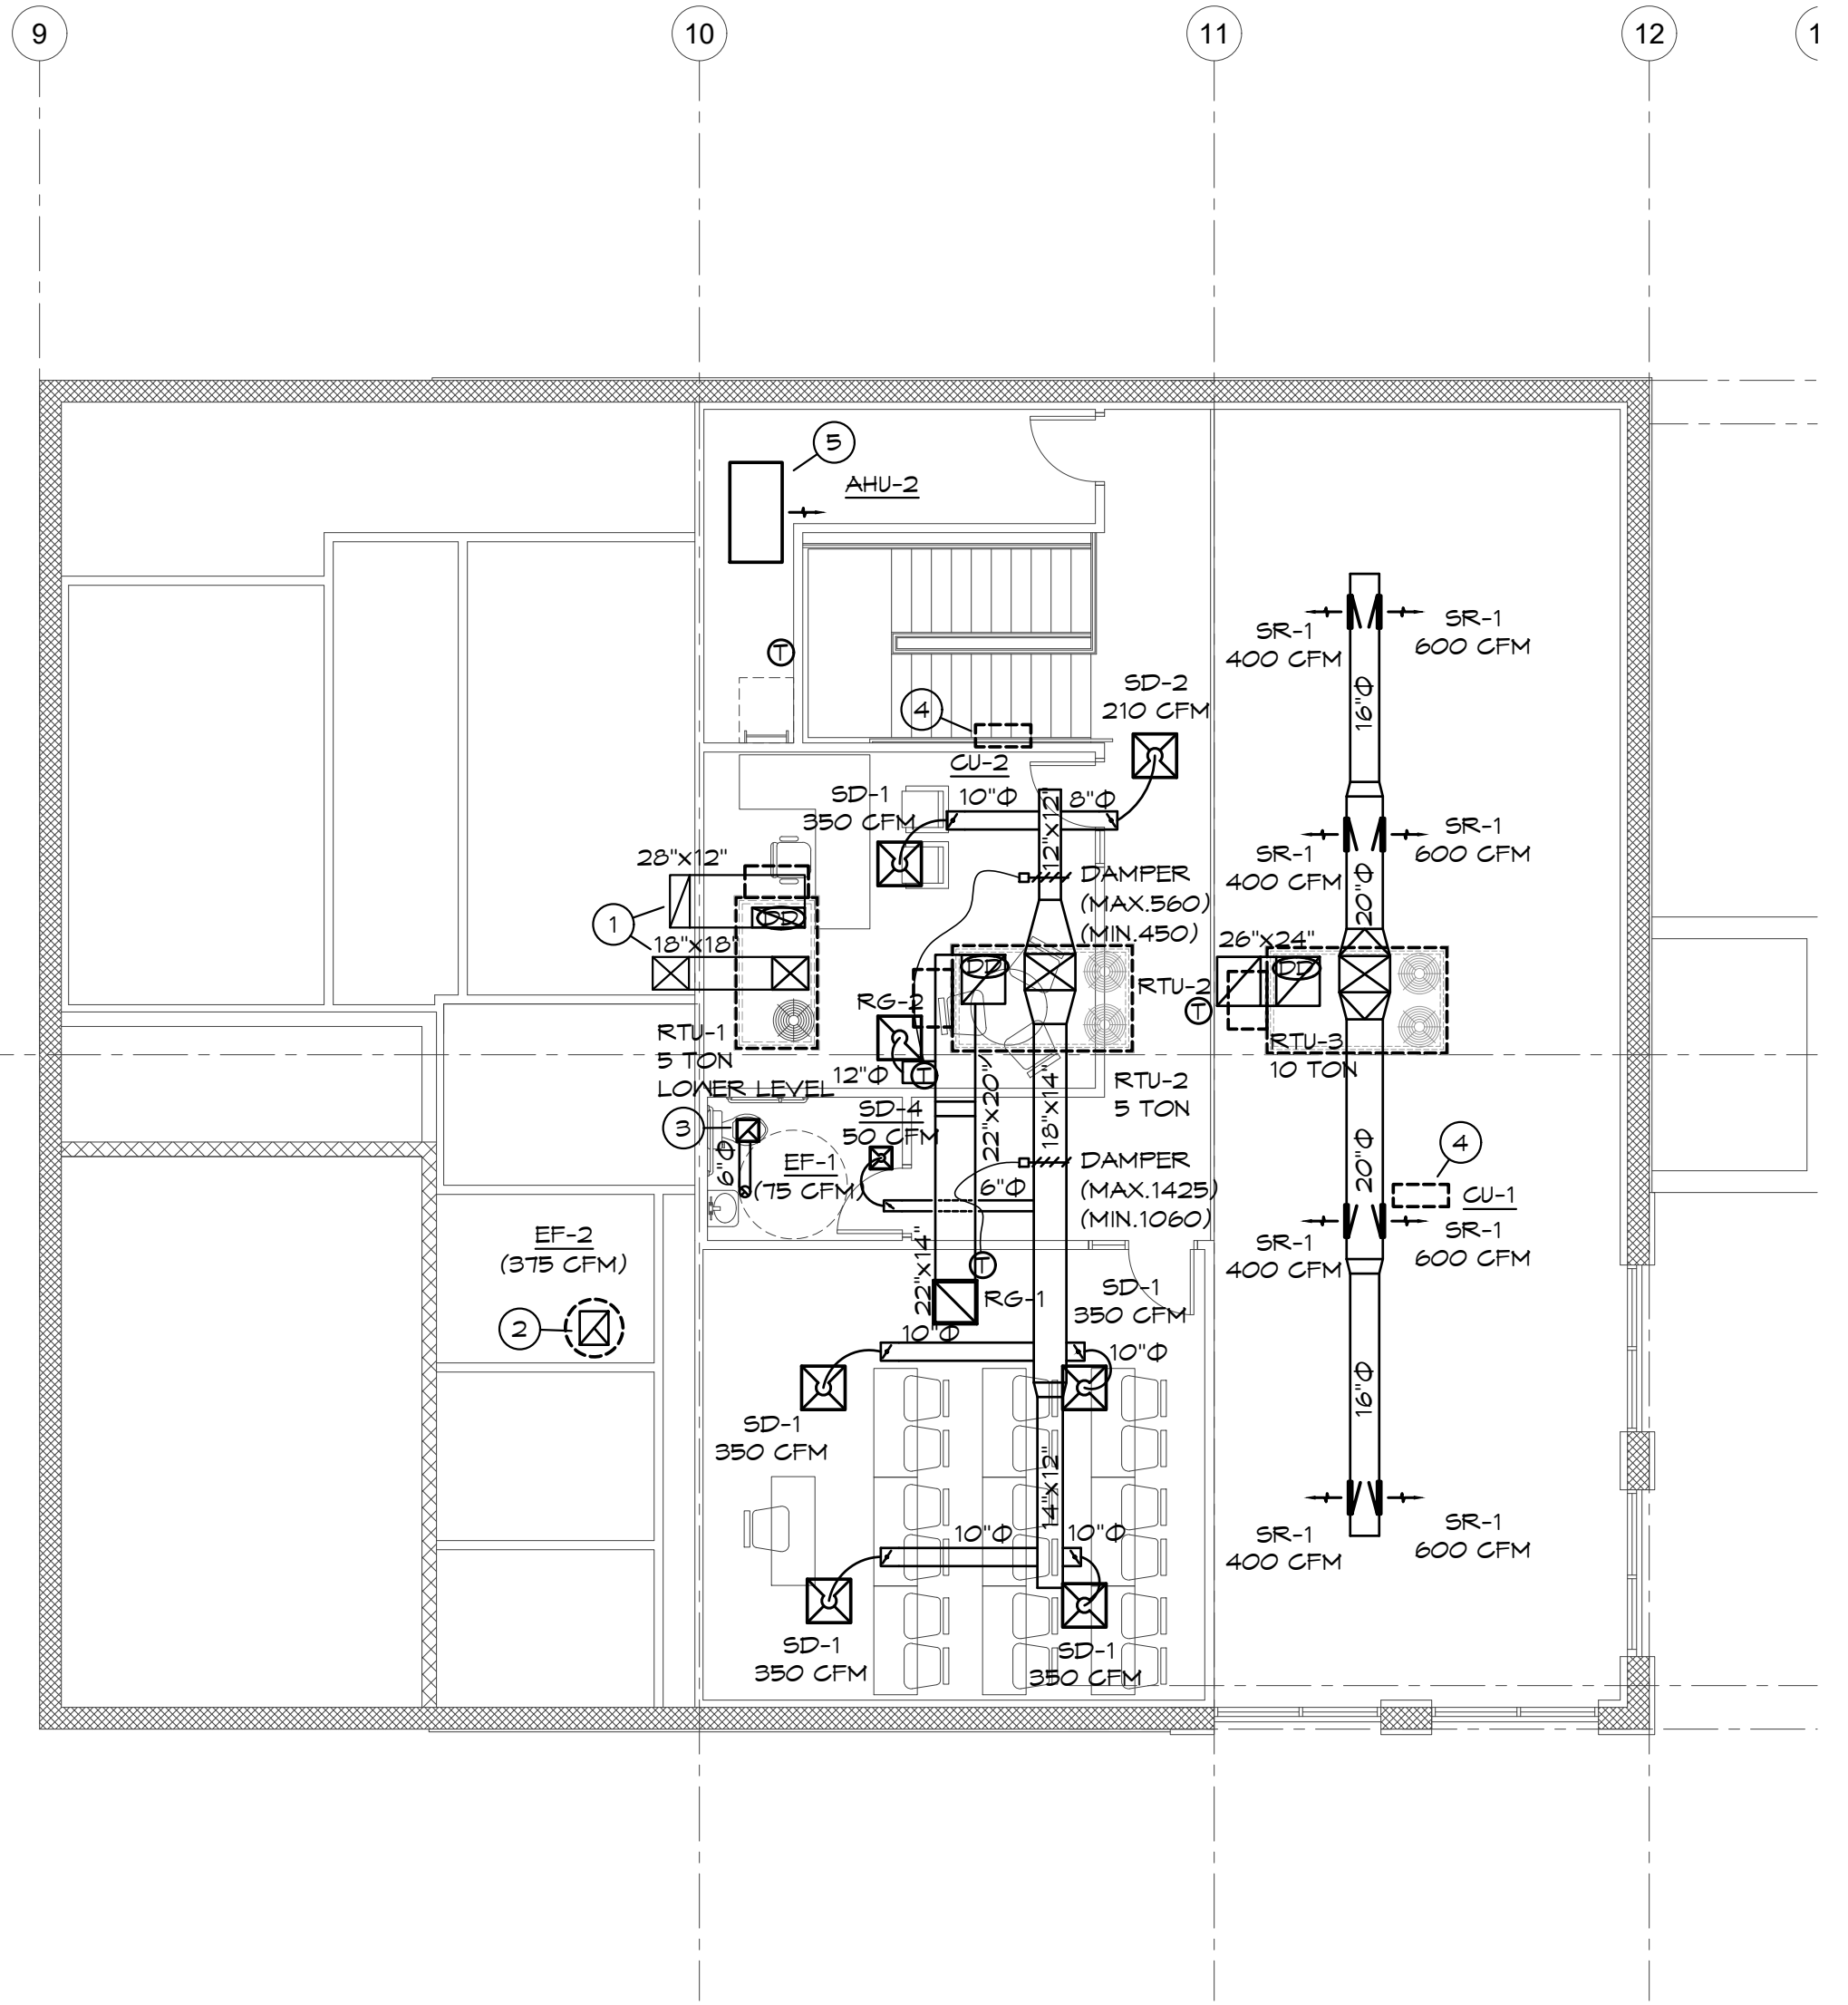 9
10
11
12
1
5
AHU-2
T
SR-1
400 CFM
SR-1
600 CFM
16"Φ
4
SD-2
210 CFM
CU-2
SD-1
350 CFM
10"Φ
8"Φ
12"x12"
SR-1
400 CFM
SR-1
600 CFM
20"Φ
28"x12"
DAMPER
(MAX.560)
(MIN.450)
1
DD
18"x18"
26"x24"
DD
DD
RTU-2
T
RG-2
RTU-1
5 TON
LOWER LEVEL
12"Φ
T
RTU-3
10 TON
RTU-2
5 TON
22"x20"
18"x14"
3
SD-4
50 CFM
6"Φ
EF-1
(75 CFM)
6"Φ
DAMPER
(MAX.1425)
(MIN.1060)
20"Φ
4
CU-1
SR-1
400 CFM
SR-1
600 CFM
EF-2
(375 CFM)
2
22"x14"
T
RG-1
SD-1
350 CFM
10"Φ
10"Φ
16"Φ
SD-1
350 CFM
14"x12"
10"Φ
10"Φ
SR-1
400 CFM
SR-1
600 CFM
SD-1
350 CFM
SD-1
350 CFM